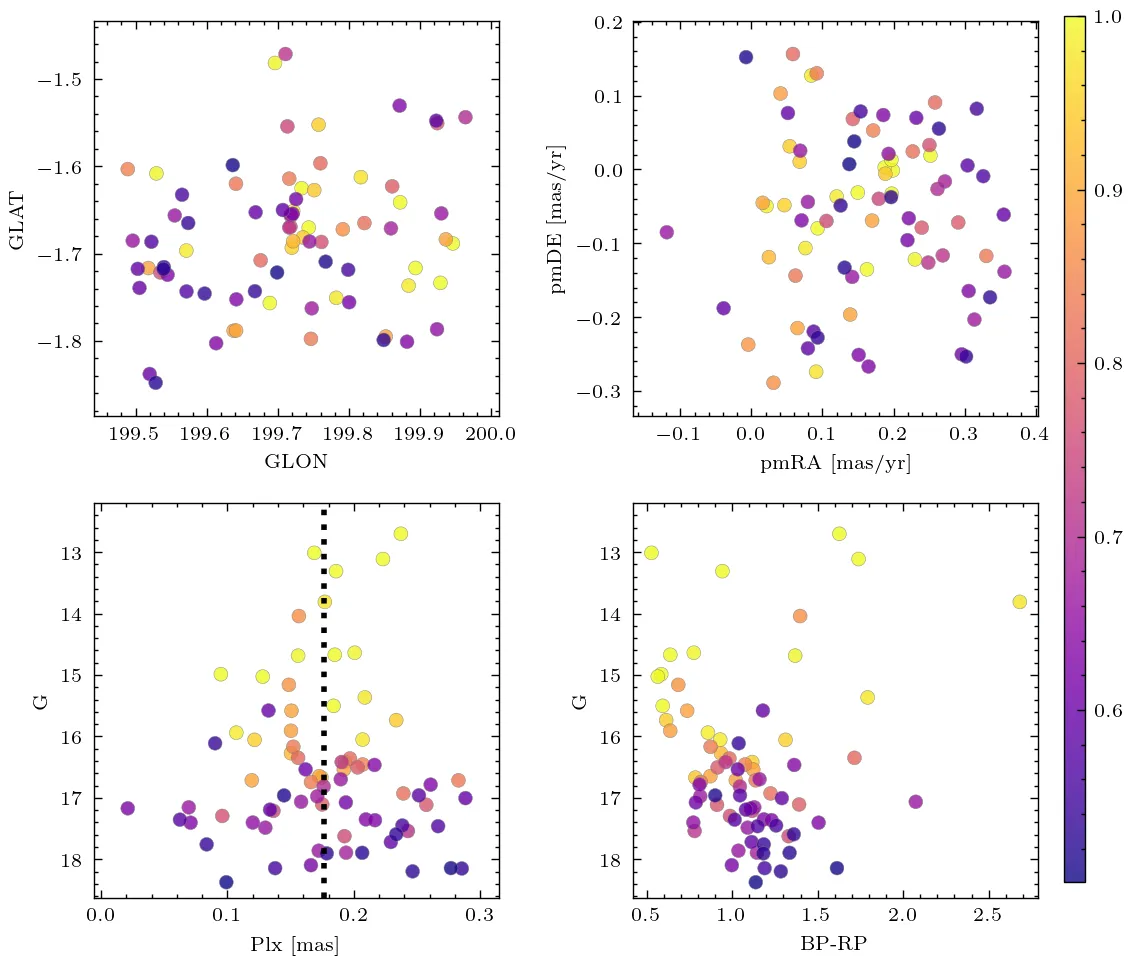 −1.5
−1.6
−1.7
−1.8
GLAT
199.5 199.6 199.7 199.8 199.9 200.0
GLON
0.2
0.1
0.0
−0.1
−0.2
−0.3
pmDE [mas/yr]
−0.1 0.0 0.1 0.2 0.3 0.4
pmRA [mas/yr]
13
14
15
16
17
18
G
0.0 0.1 0.2 0.3
Plx [mas]
13
14
15
16
17
18
G
0.5 1.0 1.5 2.0 2.5
BP-RP
1.0
0.9
0.8
0.7
0.6